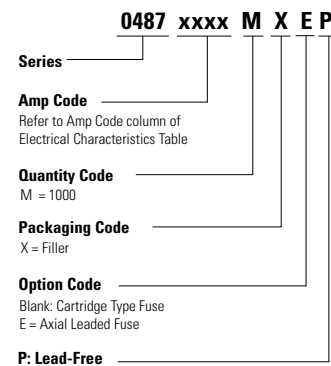 0487 xxxx M X E P
Series
Amp Code
Refer to Amp Code column of
Electrical Characteristics Table
Quantity Code
M = 1000
Packaging Code
X = Filler
Option Code
Blank: Cartridge Type Fuse
E = Axial Leaded Fuse
P: Lead-Free